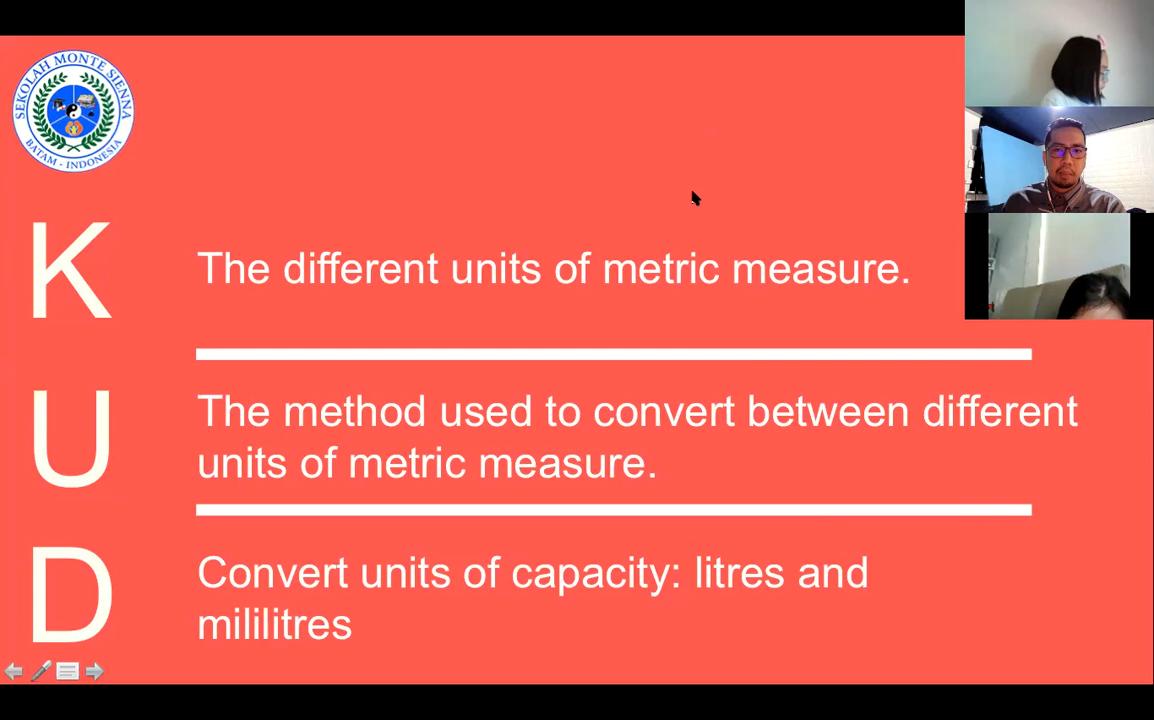 SEKOLAH MONTE SIENNA
BATAM - INDONESIA
K
The different units of metric measure.
U
The method used to convert between different
units of metric measure.
D
Convert units of capacity: litres and
mililitres